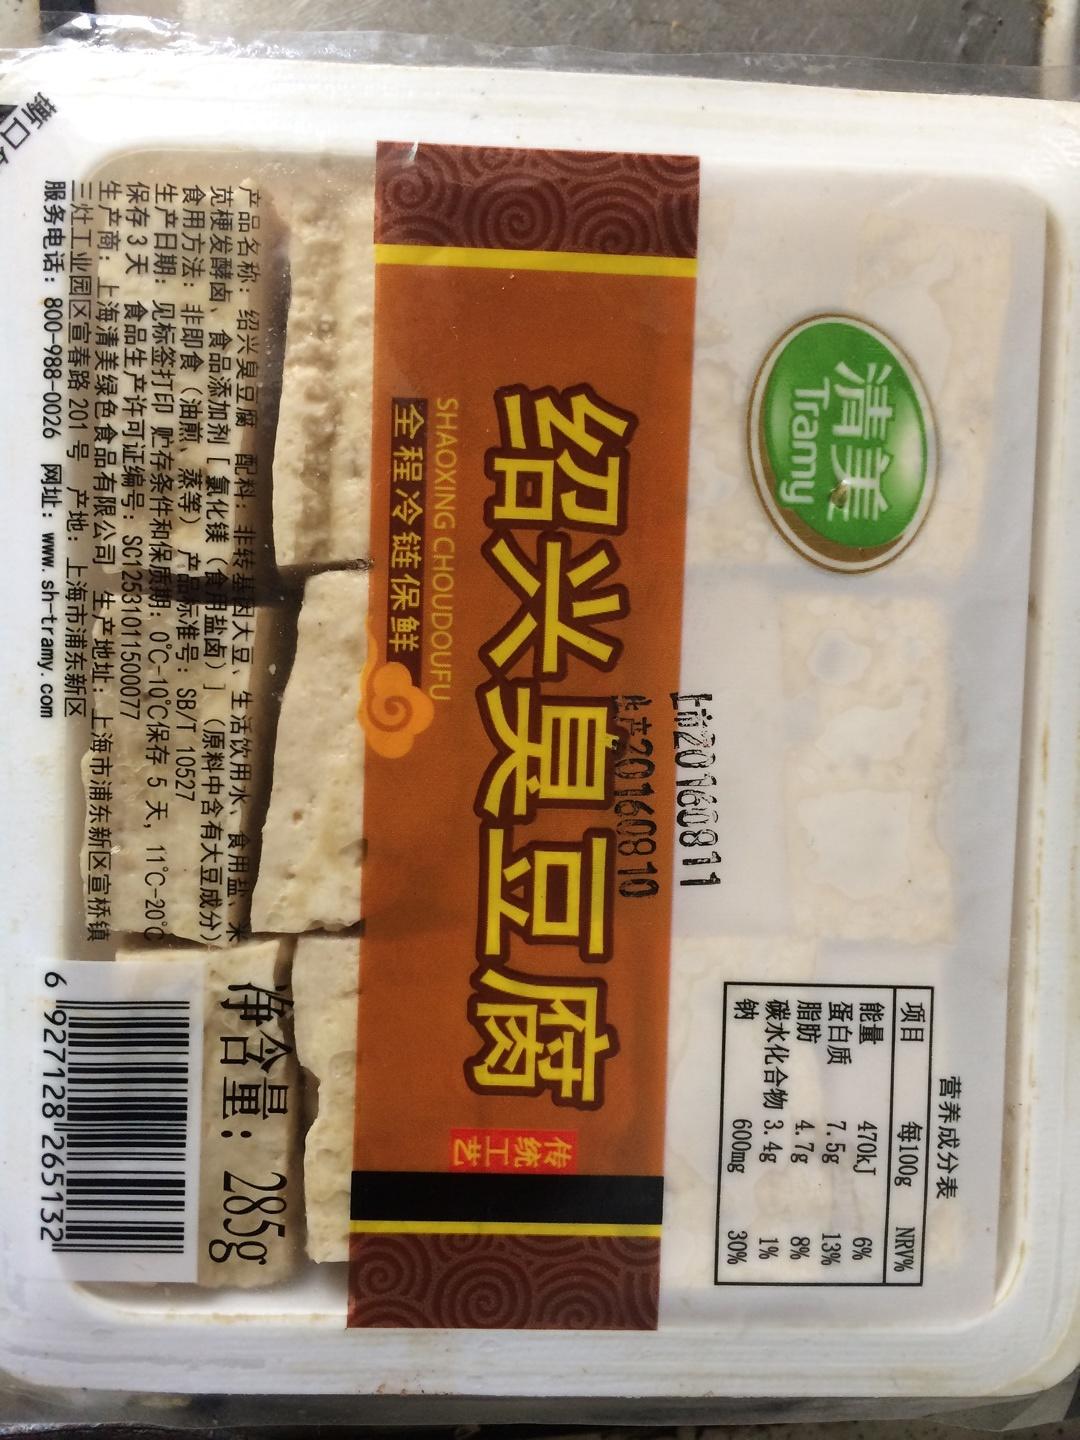 清美
Tramy
营养成分表
项目 每100g NRV%
能量 470kJ 6%
蛋白质 7.5g 13%
脂肪 4.7g 8%
碳水化合物 3.4g 1%
钠 600mg 30%
上市20160811
生产20160810
绍兴臭豆腐
传统工艺
SHAOXING CHOUDOUFU
全程冷链保鲜
净含量：285g
产品名称：绍兴臭豆腐 配料：非转基因大豆、生活饮用水、食用盐、米
苋梗发酵卤、食品添加剂［氯化镁（食用盐卤）］（原料中含有大豆成分）
食用方法：非即食（油煎、蒸等）产品标准号：SB/T 10527
生产日期：见标签打印 贮存条件和保质期：0℃-10℃保存 5 天，11℃-20℃
保存 3 天 食品生产许可证编号：SC12531011500077
生产商：上海清美绿色食品有限公司 生产地址：上海市浦东新区宣桥镇
三灶工业园区宣春路 201 号 产地：上海市浦东新区
服务电话：800-988-0026 网址：www.sh-tramy.com
6 927128 265132
撕口